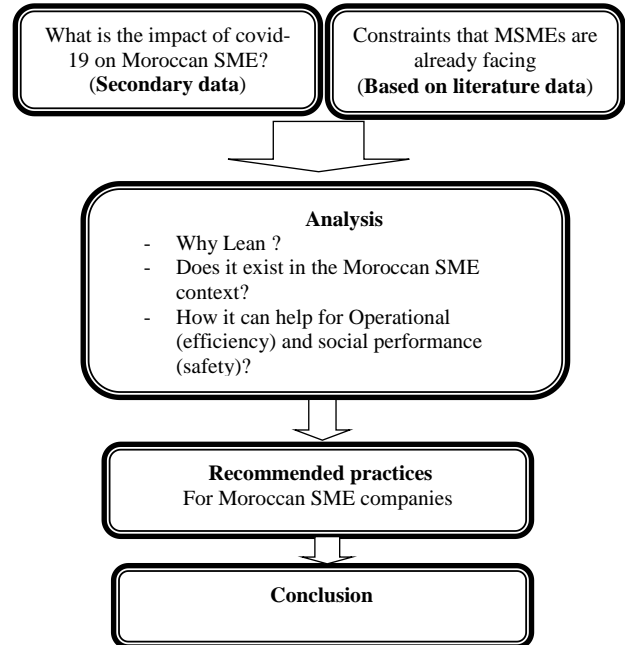 What is the impact of covid-
19 on Moroccan SME?
(Secondary data)
Constraints that MSMEs are
already facing
(Based on literature data)
Analysis
- Why Lean ?
- Does it exist in the Moroccan SME
context?
- How it can help for Operational
(efficiency) and social performance
(safety)?
Recommended practices
For Moroccan SME companies
Conclusion